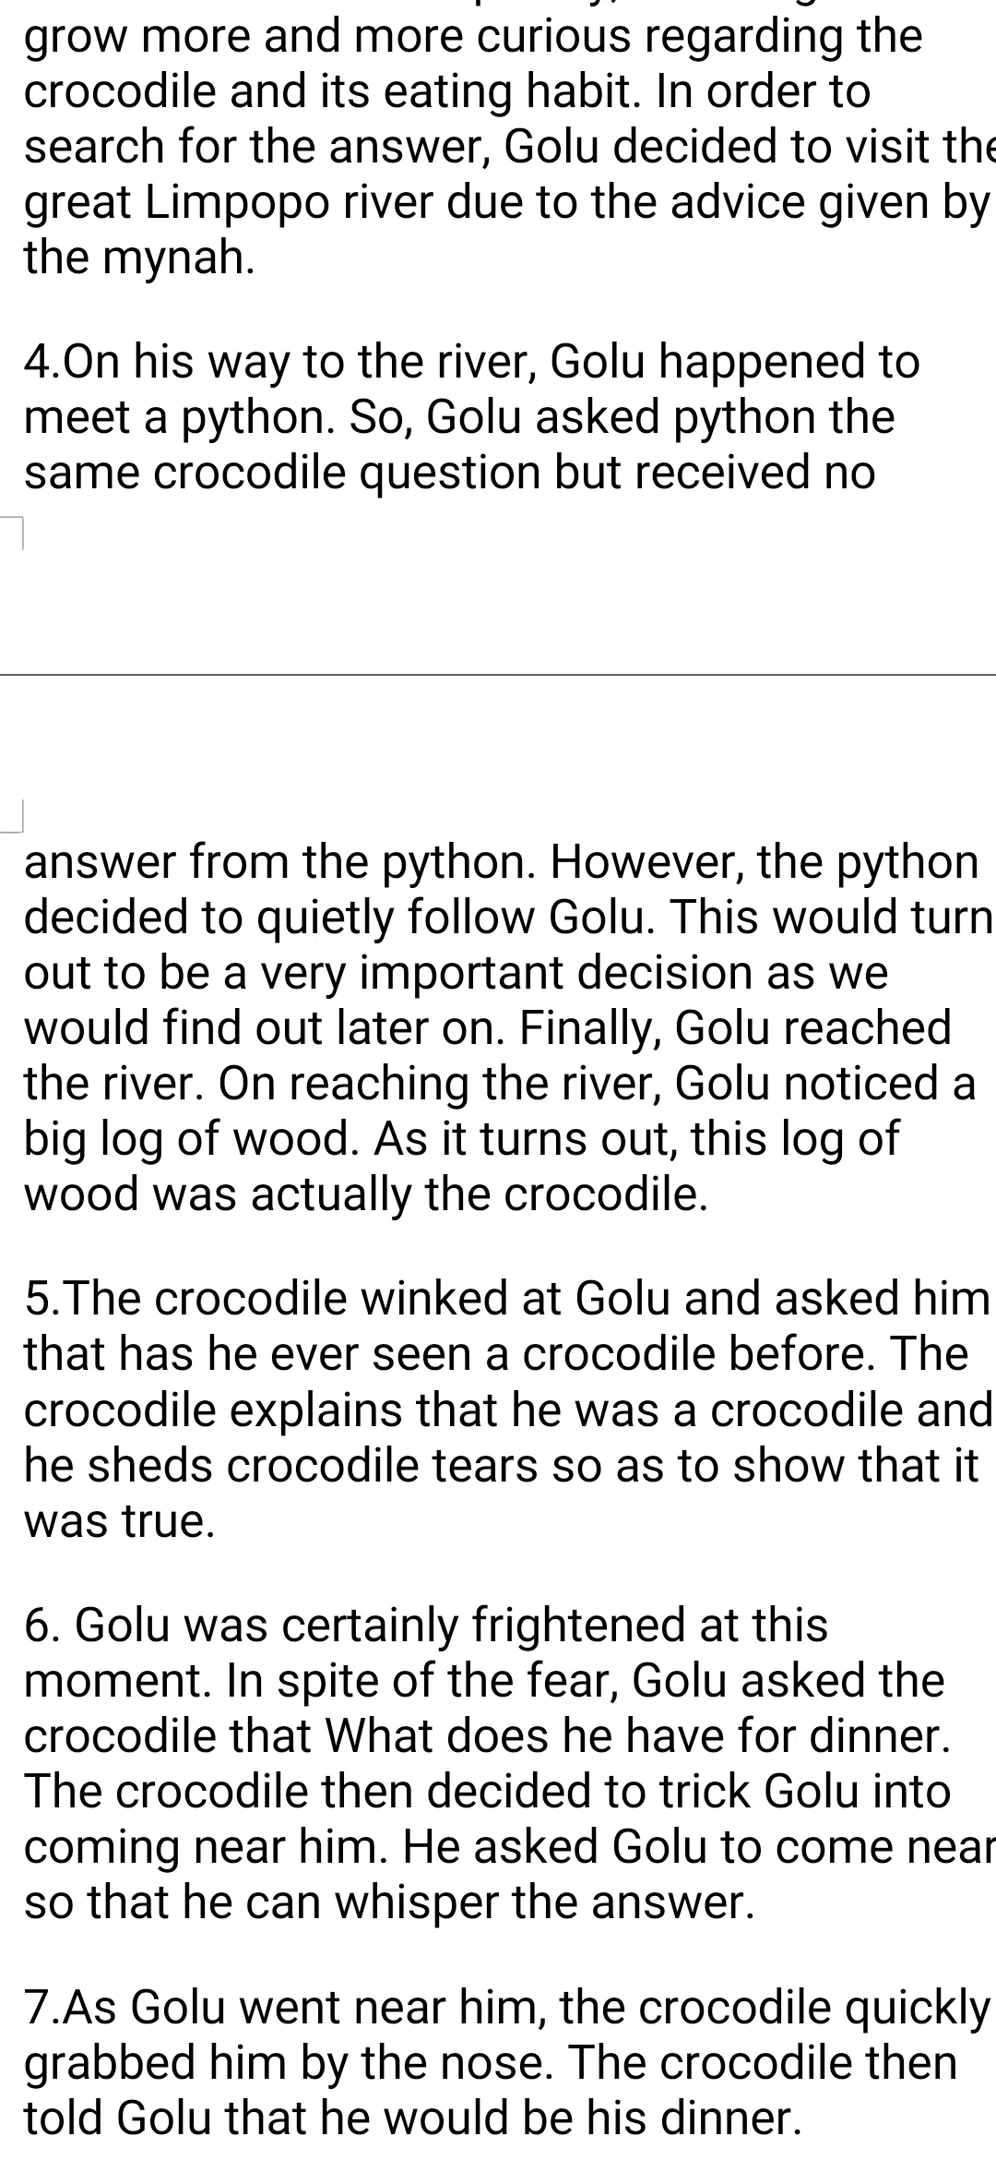 grow more and more curious regarding the
crocodile and its eating habit. In order to
search for the answer, Golu decided to visit the
great Limpopo river due to the advice given by
the mynah.
4.On his way to the river, Golu happened to
meet a python. So, Golu asked python the
same crocodile question but received no
answer from the python. However, the python
decided to quietly follow Golu. This would turn
out to be a very important decision as we
would find out later on. Finally, Golu reached
the river. On reaching the river, Golu noticed a
big log of wood. As it turns out, this log of
wood was actually the crocodile.
5.The crocodile winked at Golu and asked him
that has he ever seen a crocodile before. The
crocodile explains that he was a crocodile and
he sheds crocodile tears so as to show that it
was true.
6. Golu was certainly frightened at this
moment. In spite of the fear, Golu asked the
crocodile that What does he have for dinner.
The crocodile then decided to trick Golu into
coming near him. He asked Golu to come near
so that he can whisper the answer.
7.As Golu went near him, the crocodile quickly
grabbed him by the nose. The crocodile then
told Golu that he would be his dinner.